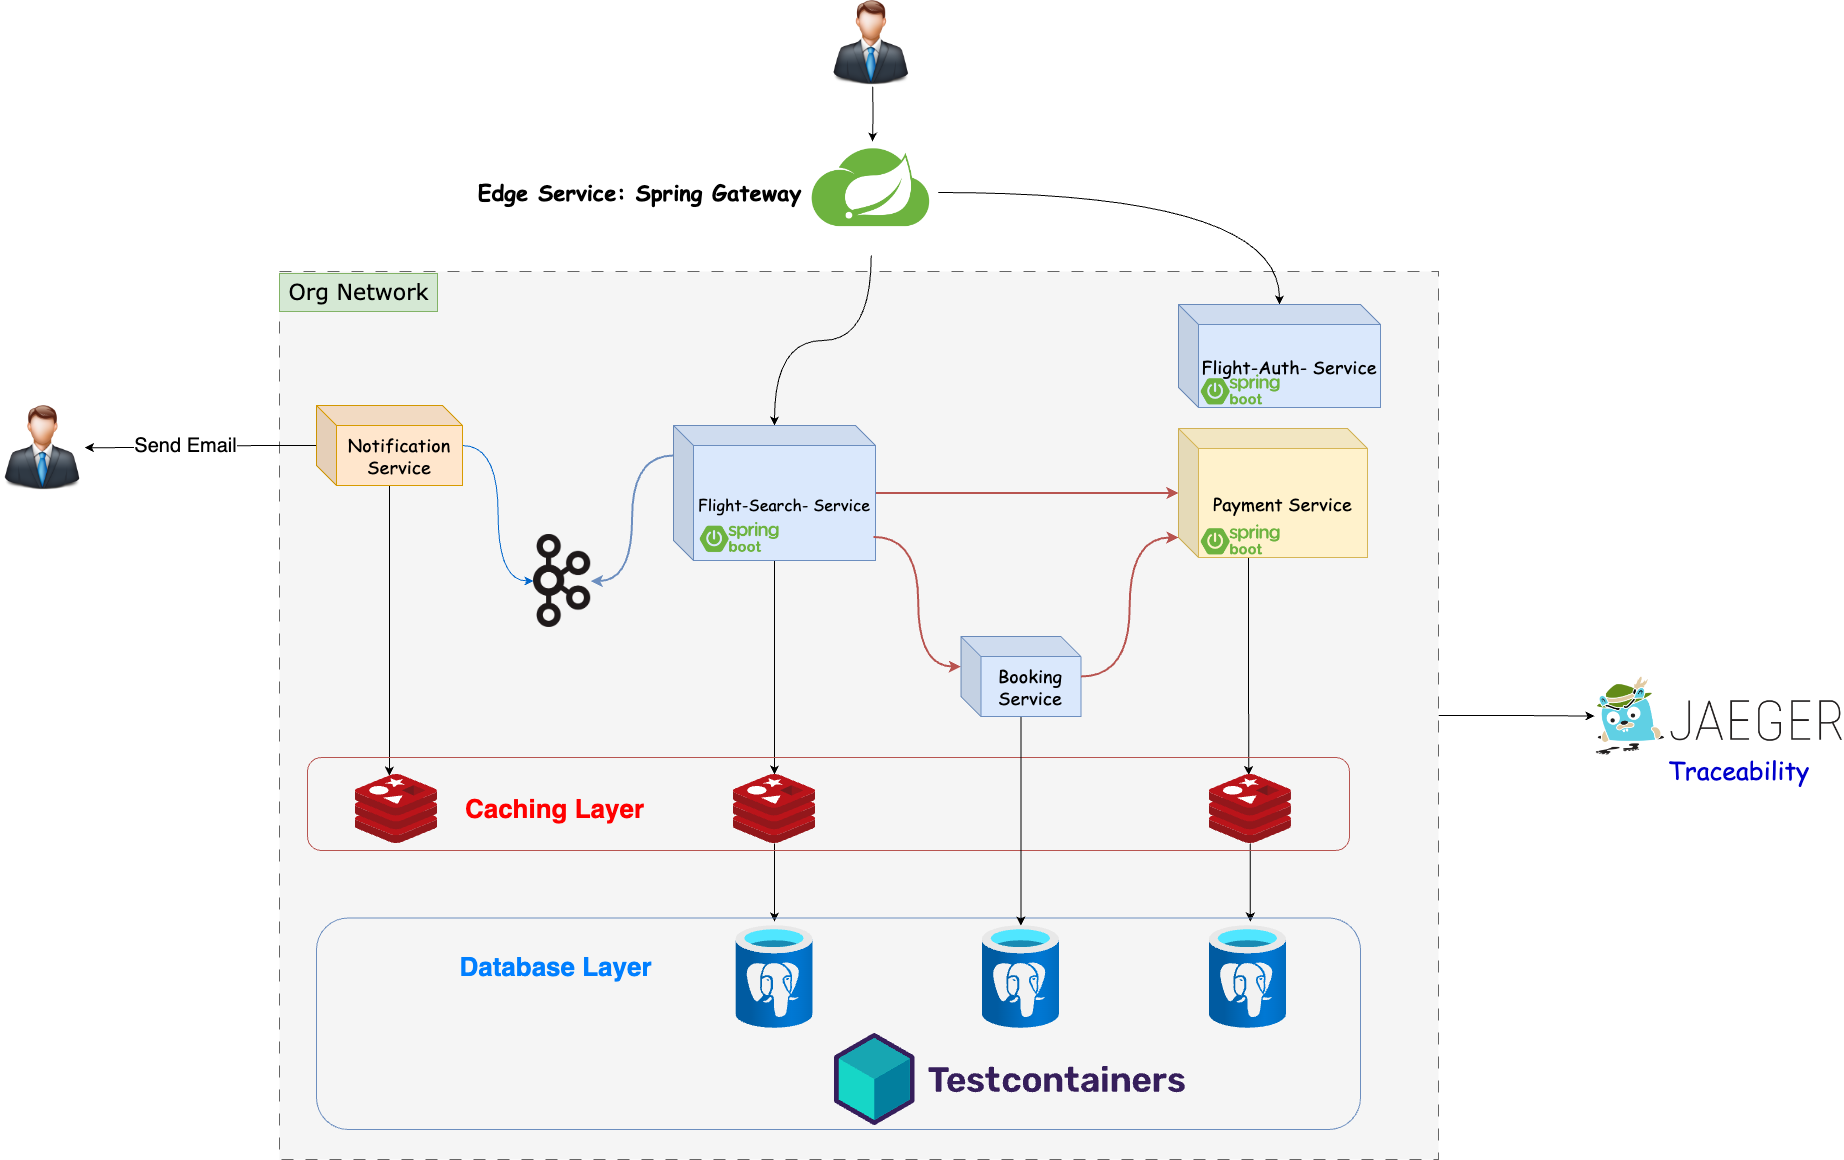 Edge Service: Spring Gateway
Org Network
Flight-Auth- Service
spring
boot
Send Email
Notification
Service
Flight-Search- Service
spring
boot
Payment Service
spring
boot
Booking
Service
JAEGER
Traceability
Caching Layer
Database Layer
Testcontainers